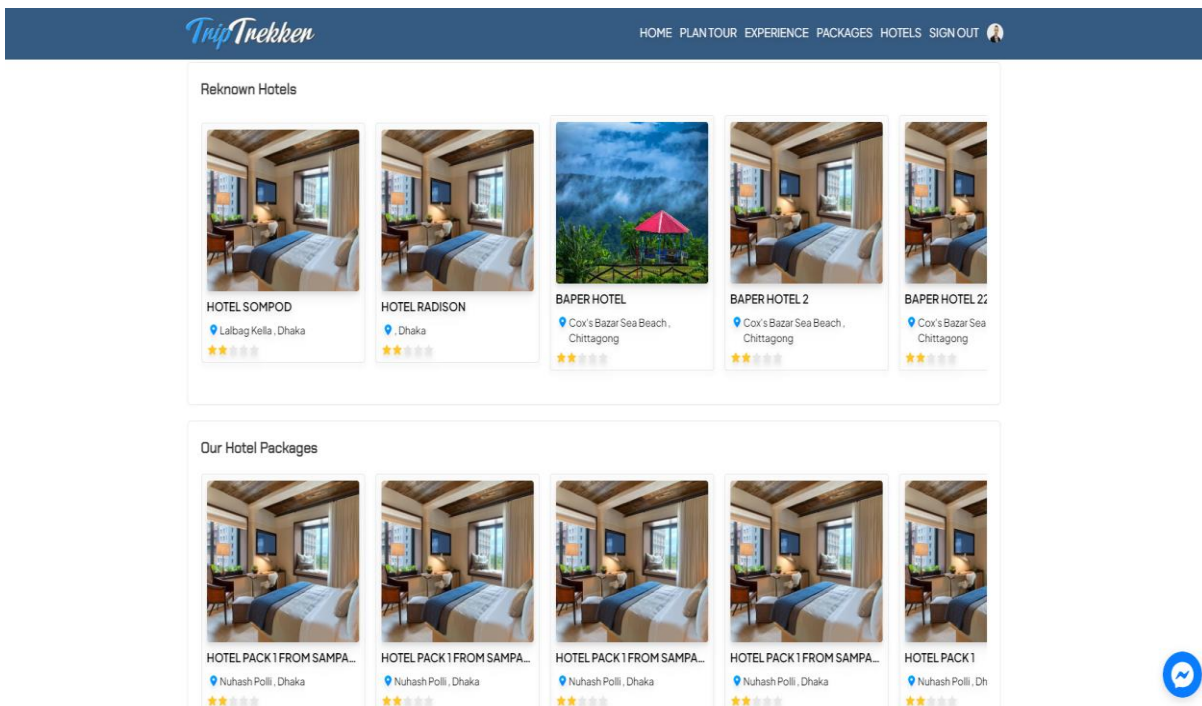 TripTrekker
HOME PLAN TOUR EXPERIENCE PACKAGES HOTELS SIGN OUT
Reknown Hotels
HOTEL SOMPOD
Lalbag Kella , Dhaka
HOTEL RADISON
, Dhaka
BAPER HOTEL
Cox's Bazar Sea Beach ,
Chittagong
BAPER HOTEL 2
Cox's Bazar Sea Beach ,
Chittagong
BAPER HOTEL 22
Cox's Bazar Sea
Chittagong
Our Hotel Packages
HOTEL PACK 1 FROM SAMPA...
Nuhash Polli , Dhaka
HOTEL PACK 1 FROM SAMPA...
Nuhash Polli , Dhaka
HOTEL PACK 1 FROM SAMPA...
Nuhash Polli , Dhaka
HOTEL PACK 1 FROM SAMPA...
Nuhash Polli , Dhaka
HOTEL PACK 1
Nuhash Polli , Dh